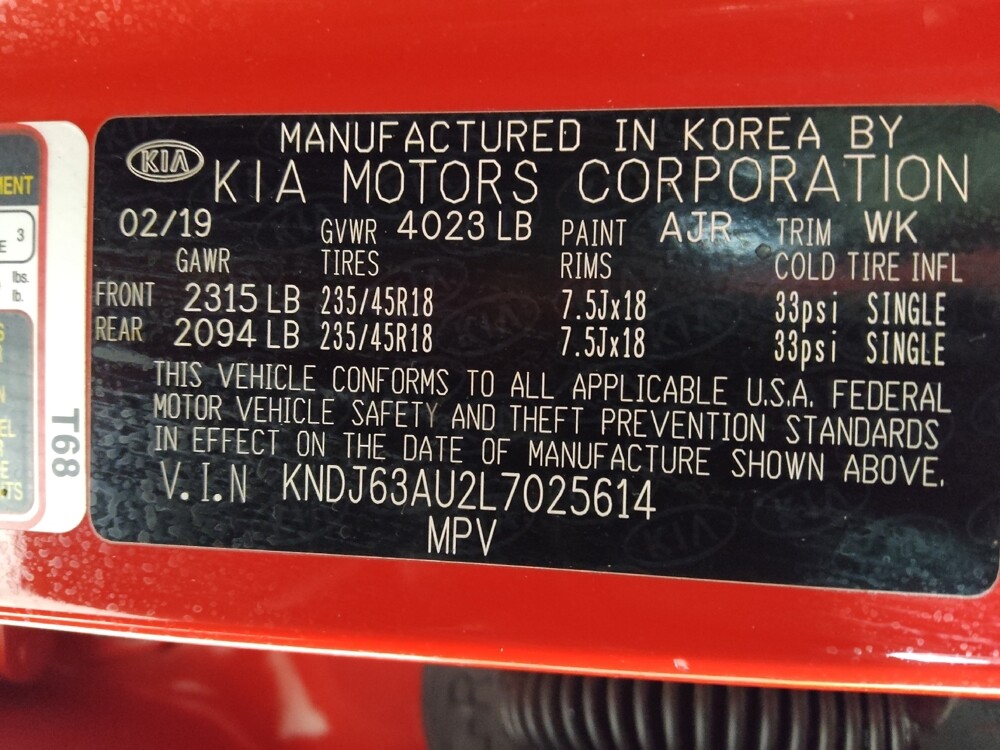 MANUFACTURED IN KOREA BY
KIA
KIA MOTORS CORPORATION
02/19 GVWR 4023 LB PAINT AJR TRIM WK
GAWR TIRES RIMS COLD TIRE INFL
FRONT 2315 LB 235/45R18 7.5Jx18 33psi SINGLE
REAR 2094 LB 235/45R18 7.5Jx18 33psi SINGLE
THIS VEHICLE CONFORMS TO ALL APPLICABLE U.S.A. FEDERAL
MOTOR VEHICLE SAFETY AND THEFT PREVENTION STANDARDS
IN EFFECT ON THE DATE OF MANUFACTURE SHOWN ABOVE.
V.I.N KNDJ63AU2L7025614
MPV
3
lbs.
lb.
T68